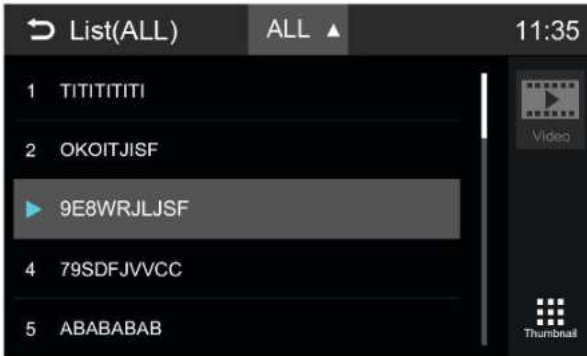 List(ALL) ALL ▲ 11:35
1 TITITITITI
2 OKOITJISF
9E8WRJLJSF
4 79SDFJVVCC
5 ABABABAB
Video
Thumbnail